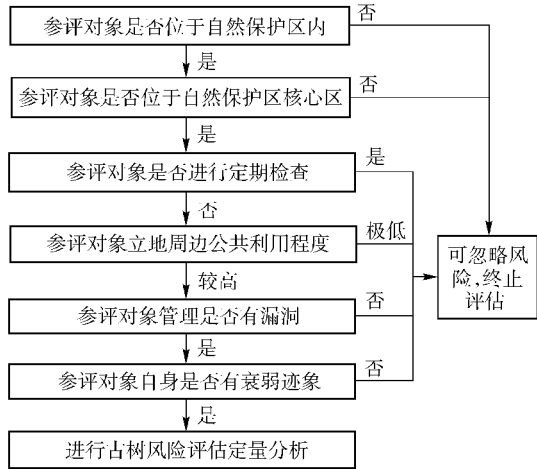 参评对象是否位于自然保护区内
否
是
参评对象是否位于自然保护区核心区
否
是
参评对象是否进行定期检查
是
否
参评对象立地周边公共利用程度
极低
较高
可忽略风
险,终止
评估
参评对象管理是否有漏洞
否
是
参评对象自身是否有衰弱迹象
否
是
进行古树风险评估定量分析